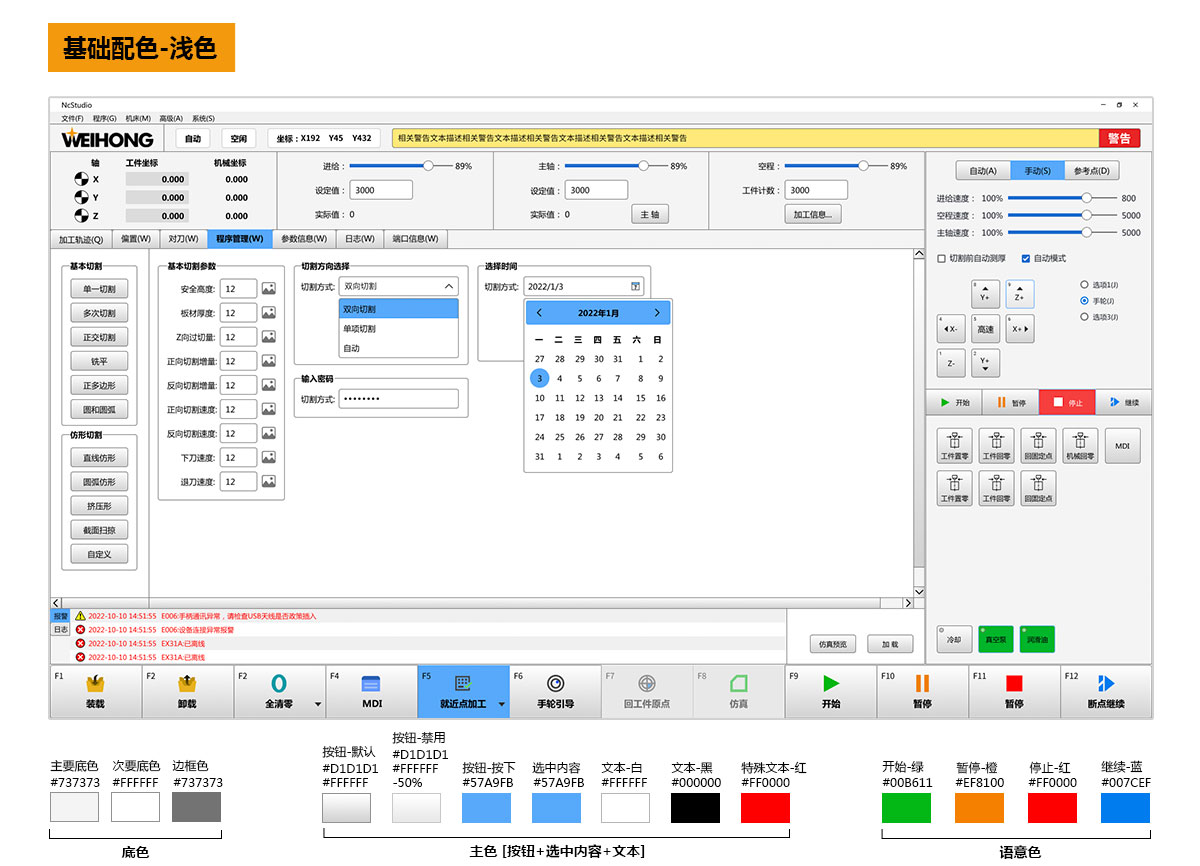 基础配色-浅色
NcStudio
文件(F) 程序(G) 机床(M) 高级(A) 系统(S)
WEIHONG 自动 空闲 坐标：X192 Y45 Y432 相关警告文本描述相关警告文本描述相关警告文本描述相关警告文本描述相关警告 警告
轴 工件坐标 机械坐标
X 0.000 0.000
Y 0.000 0.000
Z 0.000 0.000
进给： 89%
设定值： 3000
实际值：0
主轴： 89%
设定值： 3000
实际值：0 主 轴
空程： 89%
工件计数： 3000
加工信息...
自动(A) 手动(S) 参考点(D)
进给速度： 100% 800
空程速度： 100% 5000
主轴速度： 100% 5000
切割前自动测厚 自动模式
加工轨迹(Q) 偏置(W) 对刀(W) 程序管理(W) 参数信息(W) 日志(W) 端口信息(W)
基本切割
单一切割
多次切割
正交切割
铣平
正多边形
圆和圆弧
仿形切割
直线仿形
圆弧仿形
挤压形
截面扫掠
自定义
基本切割参数
安全高度: 12
板材厚度: 12
Z向过切量: 12
正向切割增量: 12
反向切割增量: 12
正向切割速度: 12
反向切割速度: 12
下刀速度: 12
退刀速度: 12
切割方向选择
切割方式: 双向切割
双向切割
单项切割
自动
输入密码
切割方式: ••••••••
选择时间
切割方式: 2022/1/3
2022年1月
一 二 三 四 五 六 日
27 28 29 30 31 1 2
3 4 5 6 7 8 9
10 11 12 13 14 15 16
17 18 19 20 21 22 23
24 25 26 27 28 29 30
31 1 2 3 4 5 6
8 Y+ 9 Z+
4 X- 5 高速 6 X+
1 Z- 2 Y+
选项1(J)
手轮(J)
选项3(J)
开始 暂停 停止 继续
工件置零 工件回零 回固定点 机械回零 MDI
工件置零 工件回零 回固定点
冷却 真空泵 润滑油
报警
日志
2022-10-10 14:51:55 E006:手柄通讯异常，请检查USB天线是否政策插入
2022-10-10 14:51:55 E006:设备连接异常报警
2022-10-10 14:51:55 EX31A:已离线
2022-10-10 14:51:55 EX31A:已离线
仿真预览 加 载
F1 装载
F2 卸载
F2 全清零
F4 MDI
F5 就近点加工
F6 手轮引导
F7 回工件原点
F8 仿真
F9 开始
F10 暂停
F11 暂停
F12 断点继续
主要底色
#737373
次要底色
#FFFFFF
边框色
#737373
底色
按钮-默认
#D1D1D1
#FFFFFF
按钮-禁用
#D1D1D1
#FFFFFF
-50%
按钮-按下
#57A9FB
选中内容
#57A9FB
文本-白
#FFFFFF
文本-黑
#000000
特殊文本-红
#FF0000
主色 [按钮+选中内容+文本]
开始-绿
#00B611
暂停-橙
#EF8100
停止-红
#FF0000
继续-蓝
#007CEF
语意色